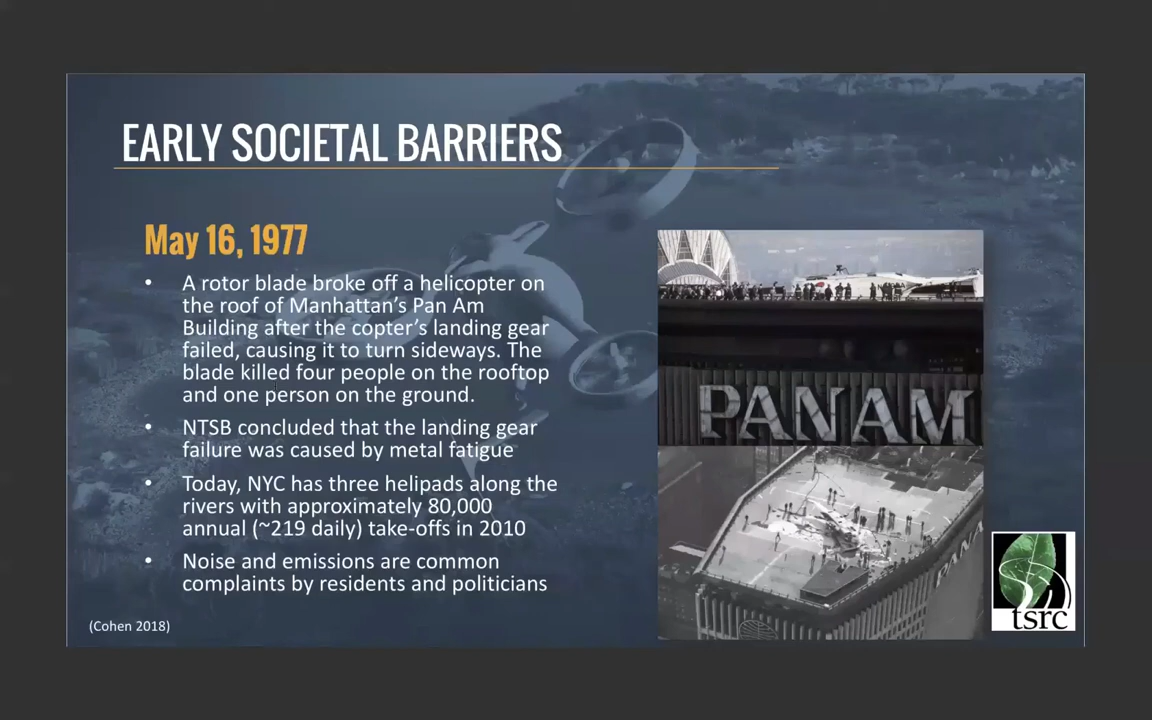 EARLY SOCIETAL BARRIERS
May 16, 1977
• A rotor blade broke off a helicopter on
the roof of Manhattan's Pan Am
Building after the copter's landing gear
failed, causing it to turn sideways. The
blade killed four people on the rooftop
and one person on the ground.
• NTSB concluded that the landing gear
failure was caused by metal fatigue
• Today, NYC has three helipads along the
rivers with approximately 80,000
annual (~219 daily) take-offs in 2010
• Noise and emissions are common
complaints by residents and politicians
(Cohen 2018)
PANAM
tsrc